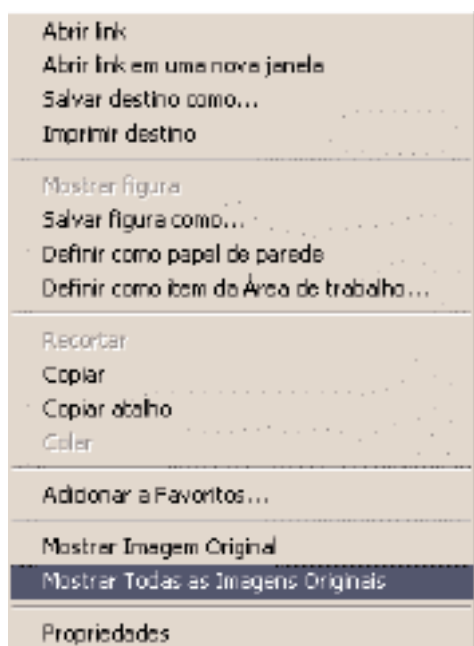 Abrir link
Abrir link em uma nova janela
Salvar destino como...
Imprimir destino
Mostrar figura
Salvar figura como...
Definir como papel de parede
Definir como item da Área de trabalho...
Recortar
Copiar
Copiar atalho
Colar
Adicionar a Favoritos...
Mostrar Imagem Original
Mostrar Todas as Imagens Originais
Propriedades